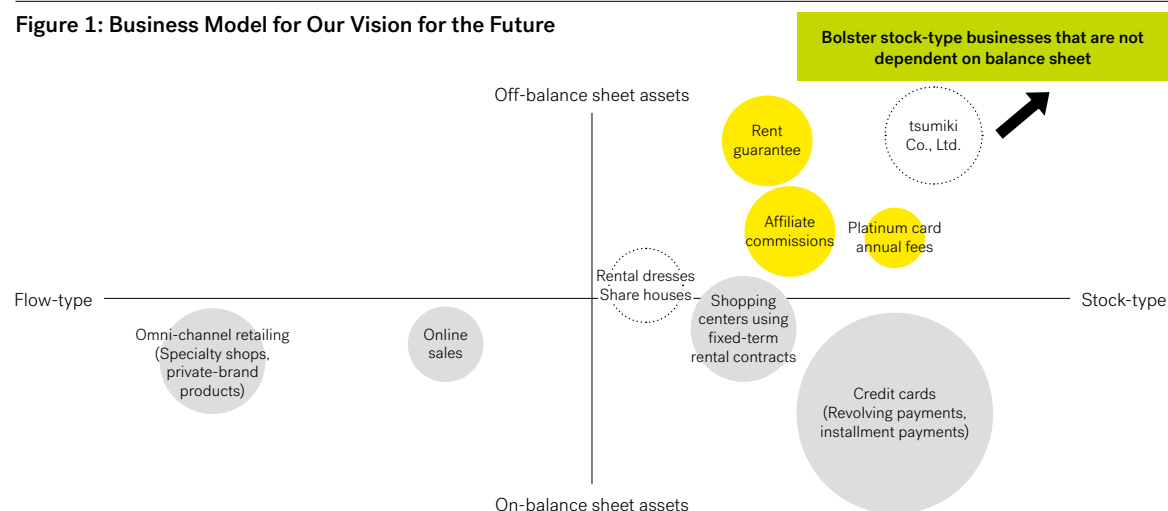 Figure 1: Business Model for Our Vision for the Future
Bolster stock-type businesses that are not
dependent on balance sheet
Off-balance sheet assets
Rent
guarantee
tsumiki
Co., Ltd.
Affiliate
commissions
Platinum card
annual fees
Rental dresses
Share houses
Flow-type
Stock-type
Omni-channel retailing
(Specialty shops,
private-brand
products)
Online
sales
Shopping
centers using
fixed-term
rental contracts
Credit cards
(Revolving payments,
installment payments)
On-balance sheet assets